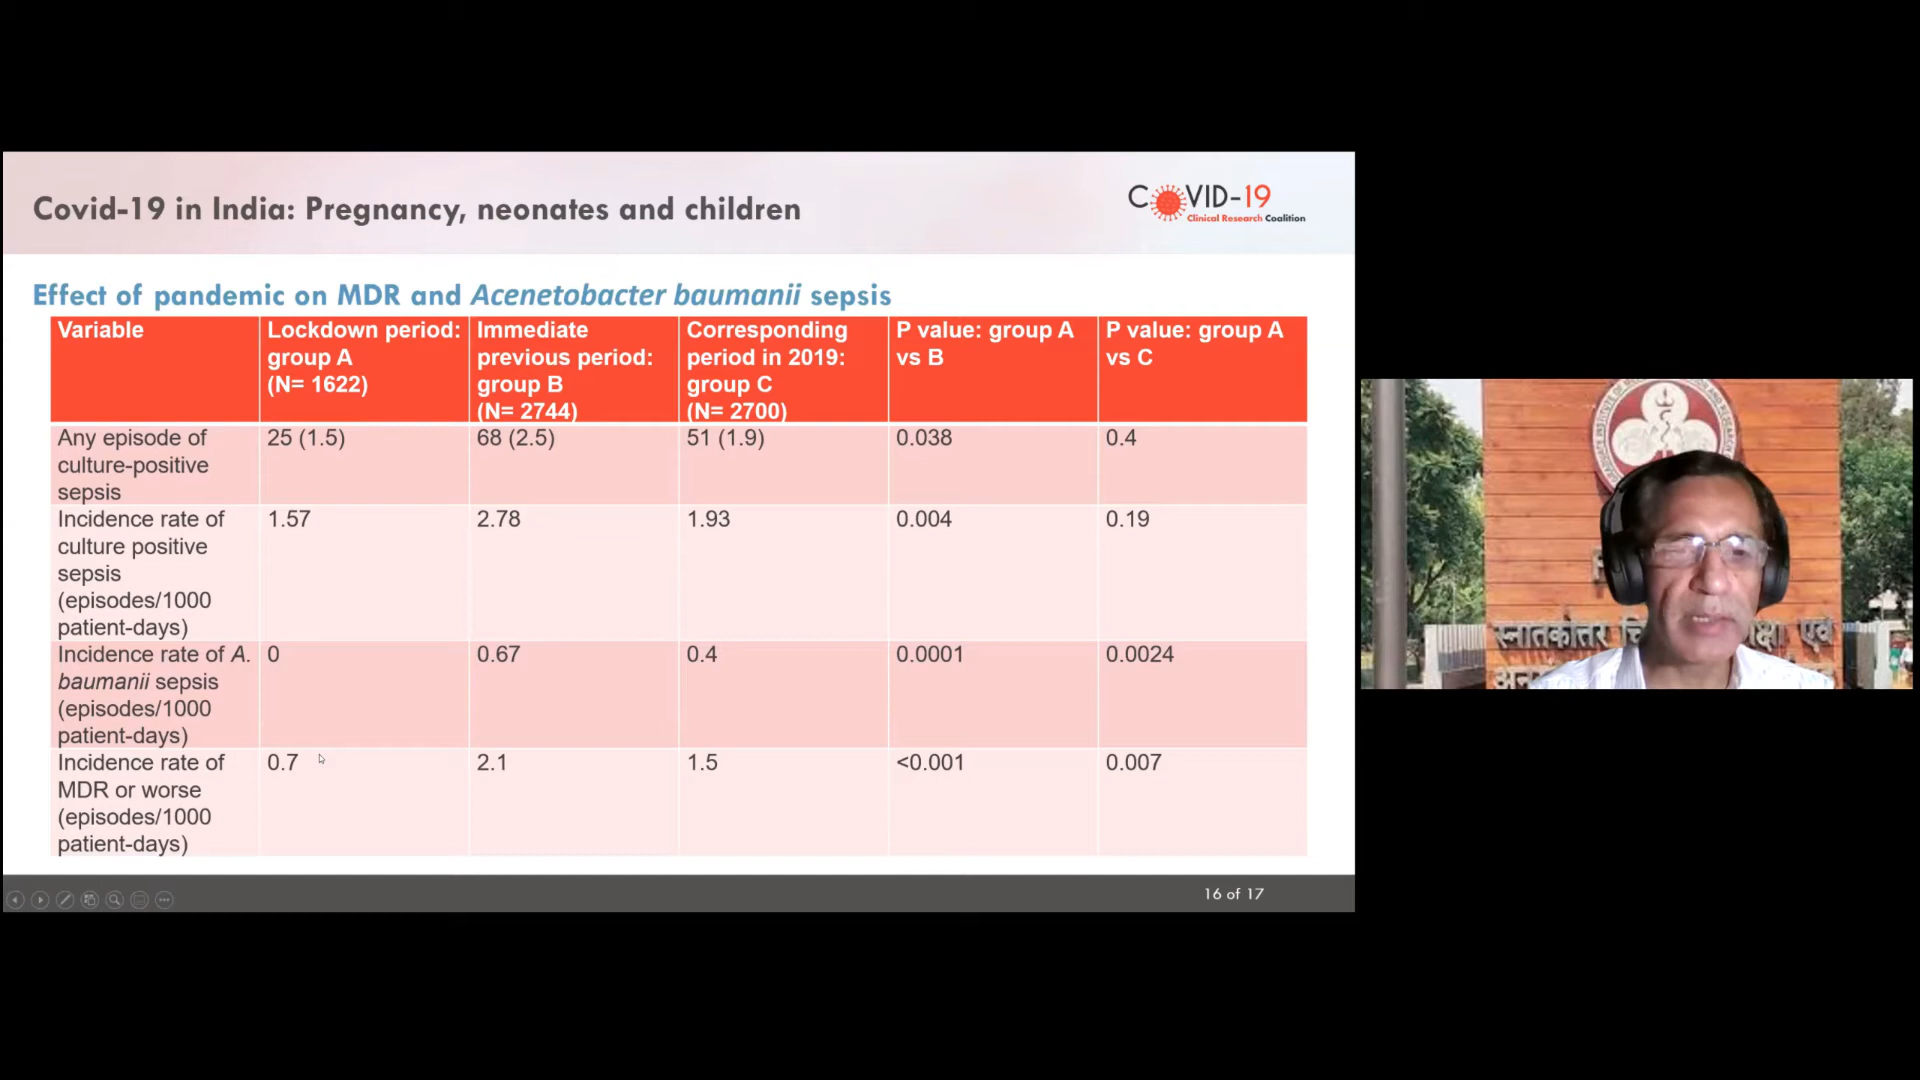 Covid-19 in India: Pregnancy, neonates and children
COVID-19
Clinical Research Coalition
Effect of pandemic on MDR and Acenetobacter baumanii sepsis
Variable
Lockdown period:
group A
(N= 1622)
Immediate
previous period:
group B
(N= 2744)
Corresponding
period in 2019:
group C
(N= 2700)
P value: group A
vs B
P value: group A
vs C
Any episode of
culture-positive
sepsis
25 (1.5)
68 (2.5)
51 (1.9)
0.038
0.4
Incidence rate of
culture positive
sepsis
(episodes/1000
patient-days)
1.57
2.78
1.93
0.004
0.19
Incidence rate of A.
baumanii sepsis
(episodes/1000
patient-days)
0
0.67
0.4
0.0001
0.0024
Incidence rate of
MDR or worse
(episodes/1000
patient-days)
0.7
2.1
1.5
<0.001
0.007
16 of 17
स्नातकोत्तर एवं